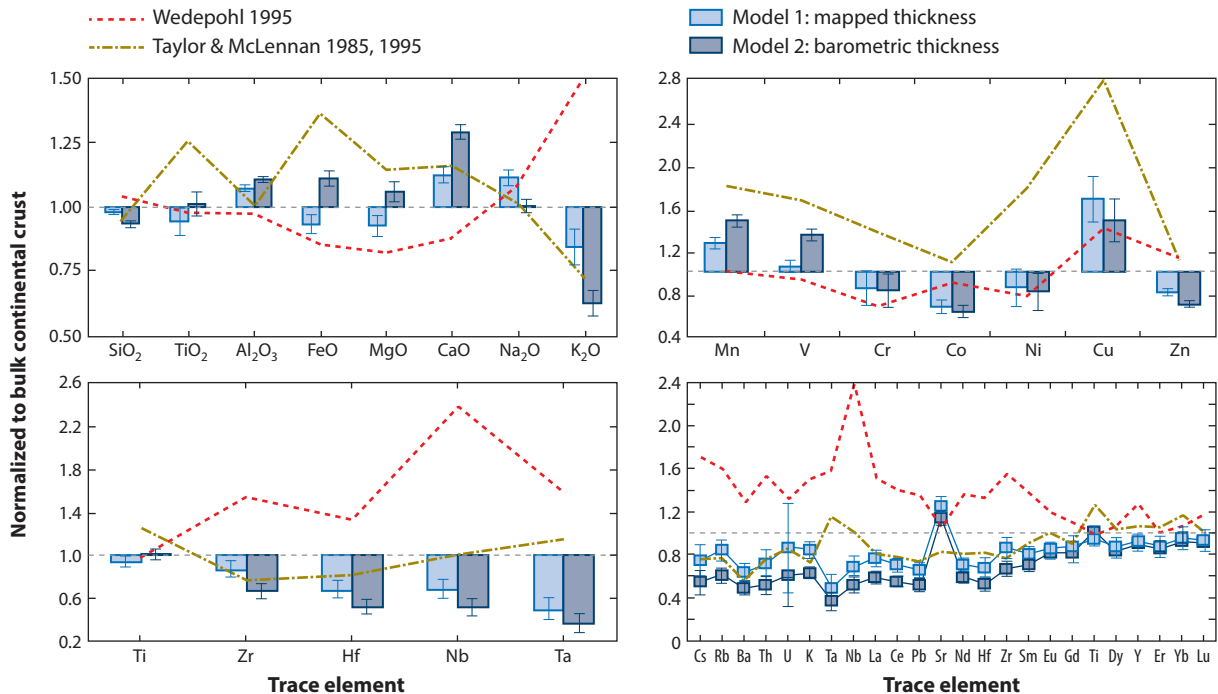 Wedepohl 1995
Taylor & McLennan 1985, 1995
Model 1: mapped thickness
Model 2: barometric thickness
Normalized to bulk continental crust
1.50
1.25
1.00
0.75
0.50
SiO₂ TiO₂ Al₂O₃ FeO MgO CaO Na₂O K₂O
2.8
2.4
2.0
1.6
1.2
0.8
0.4
Mn V Cr Co Ni Cu Zn
2.6
2.2
1.8
1.4
1.0
0.6
0.2
Ti Zr Hf Nb Ta
Trace element
2.4
2.0
1.6
1.2
0.8
0.4
0
Cs Rb Ba Th U K Ta Nb La Ce Pb Sr Nd Hf Zr Sm Eu Gd Ti Dy Y Er Yb Lu
Trace element